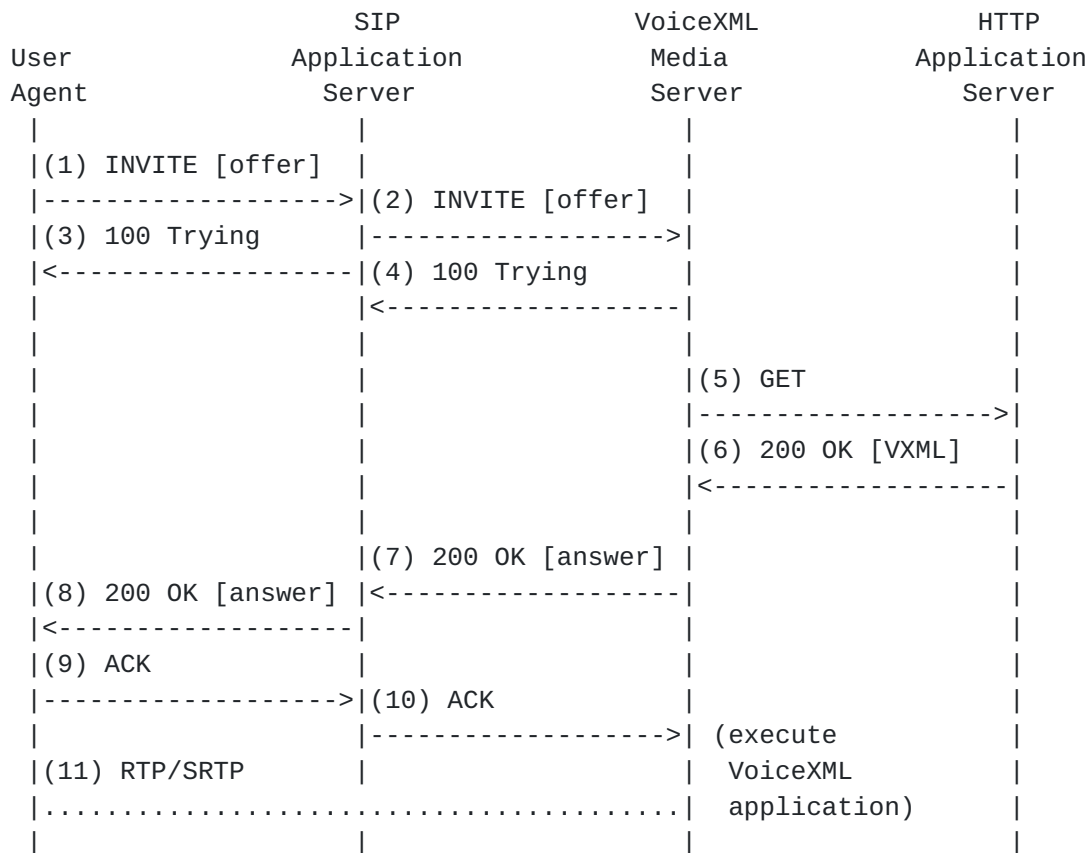 SIP                VoiceXML              HTTP
User             Application              Media            Application
Agent              Server                 Server              Server
 |                    |                    |                    |
 |(1) INVITE [offer]  |                    |                    |
 |------------------->|(2) INVITE [offer]  |                    |
 |(3) 100 Trying      |------------------->|                    |
 |<-------------------|(4) 100 Trying      |                    |
 |                    |<-------------------|                    |
 |                    |                    |                    |
 |                    |                    |(5) GET             |
 |                    |                    |------------------->|
 |                    |                    |(6) 200 OK [VXML]   |
 |                    |                    |<-------------------|
 |                    |                    |                    |
 |                    |(7) 200 OK [answer] |                    |
 |(8) 200 OK [answer] |<-------------------|                    |
 |<-------------------|                    |                    |
 |(9) ACK             |                    |                    |
 |------------------->|(10) ACK            |                    |
 |                    |------------------->| (execute           |
 |(11) RTP/SRTP       |                    |  VoiceXML          |
 |.........................................|  application)      |
 |                    |                    |                    |